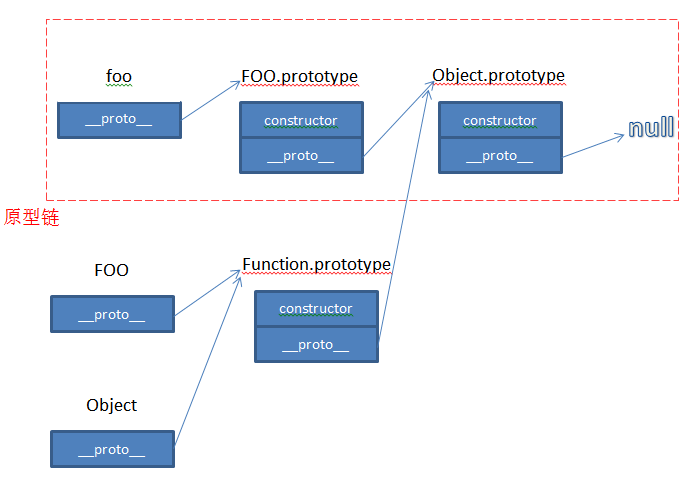 foo
FOO.prototype
Object.prototype
__proto__
constructor
__proto__
constructor
__proto__
null
原型链
FOO
Function.prototype
__proto__
constructor
__proto__
Object
__proto__